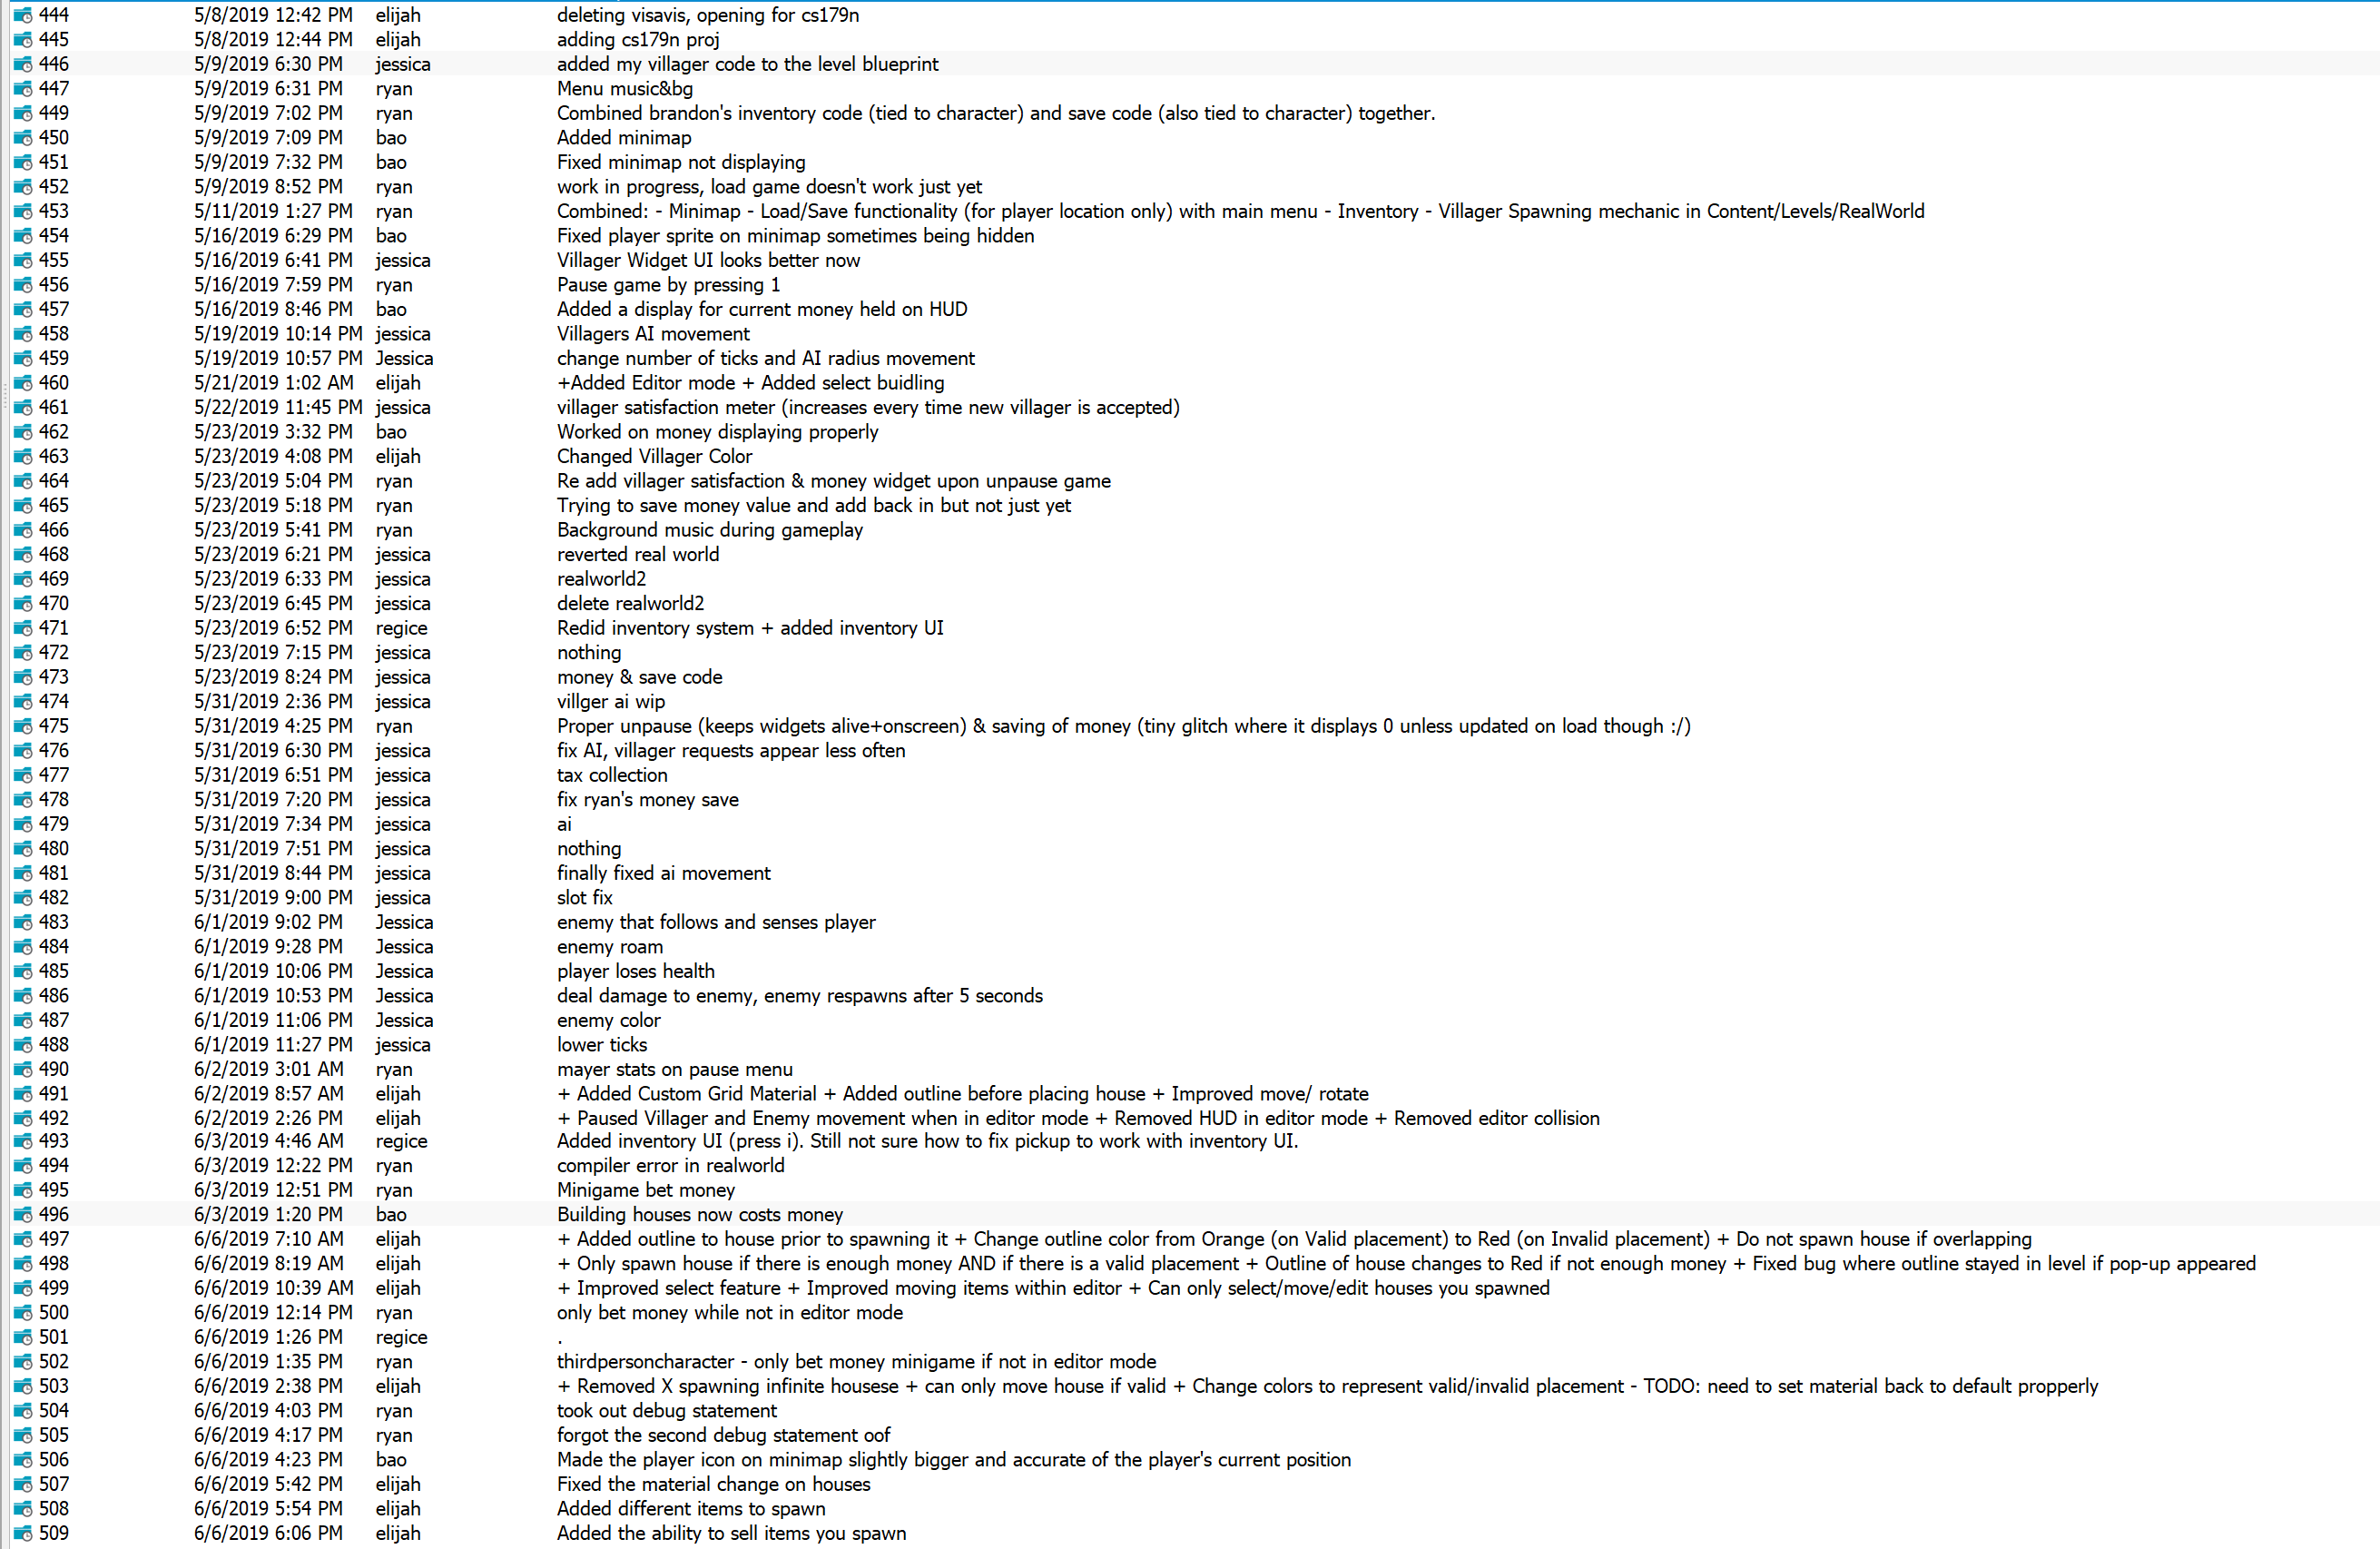 444 5/8/2019 12:42 PM elijah deleting visavis, opening for cs179n
445 5/8/2019 12:44 PM elijah adding cs179n proj
446 5/9/2019 6:30 PM jessica added my villager code to the level blueprint
447 5/9/2019 6:31 PM ryan Menu music&bg
449 5/9/2019 7:02 PM ryan Combined brandon's inventory code (tied to character) and save code (also tied to character) together.
450 5/9/2019 7:09 PM bao Added minimap
451 5/9/2019 7:32 PM bao Fixed minimap not displaying
452 5/9/2019 8:52 PM ryan work in progress, load game doesn't work just yet
453 5/11/2019 1:27 PM ryan Combined: - Minimap - Load/Save functionality (for player location only) with main menu - Inventory - Villager Spawning mechanic in Content/Levels/RealWorld
454 5/16/2019 6:29 PM bao Fixed player sprite on minimap sometimes being hidden
455 5/16/2019 6:41 PM jessica Villager Widget UI looks better now
456 5/16/2019 7:59 PM ryan Pause game by pressing 1
457 5/16/2019 8:46 PM bao Added a display for current money held on HUD
458 5/19/2019 10:14 PM jessica Villagers AI movement
459 5/19/2019 10:57 PM Jessica change number of ticks and AI radius movement
460 5/21/2019 1:02 AM elijah +Added Editor mode + Added select buidling
461 5/22/2019 11:45 PM jessica villager satisfaction meter (increases every time new villager is accepted)
462 5/23/2019 3:32 PM bao Worked on money displaying properly
463 5/23/2019 4:08 PM elijah Changed Villager Color
464 5/23/2019 5:04 PM ryan Re add villager satisfaction & money widget upon unpause game
465 5/23/2019 5:18 PM ryan Trying to save money value and add back in but not just yet
466 5/23/2019 5:41 PM ryan Background music during gameplay
468 5/23/2019 6:21 PM jessica reverted real world
469 5/23/2019 6:33 PM jessica realworld2
470 5/23/2019 6:45 PM jessica delete realworld2
471 5/23/2019 6:52 PM regice Redid inventory system + added inventory UI
472 5/23/2019 7:15 PM jessica nothing
473 5/23/2019 8:24 PM jessica money & save code
474 5/31/2019 2:36 PM jessica villger ai wip
475 5/31/2019 4:25 PM ryan Proper unpause (keeps widgets alive+onscreen) & saving of money (tiny glitch where it displays 0 unless updated on load though :/)
476 5/31/2019 6:30 PM jessica fix AI, villager requests appear less often
477 5/31/2019 6:51 PM jessica tax collection
478 5/31/2019 7:20 PM jessica fix ryan's money save
479 5/31/2019 7:34 PM jessica ai
480 5/31/2019 7:51 PM jessica nothing
481 5/31/2019 8:44 PM jessica finally fixed ai movement
482 5/31/2019 9:00 PM jessica slot fix
483 6/1/2019 9:02 PM Jessica enemy that follows and senses player
484 6/1/2019 9:28 PM Jessica enemy roam
485 6/1/2019 10:06 PM Jessica player loses health
486 6/1/2019 10:53 PM Jessica deal damage to enemy, enemy respawns after 5 seconds
487 6/1/2019 11:06 PM Jessica enemy color
488 6/1/2019 11:27 PM jessica lower ticks
490 6/2/2019 3:01 AM ryan mayer stats on pause menu
491 6/2/2019 8:57 AM elijah + Added Custom Grid Material + Added outline before placing house + Improved move/ rotate
492 6/2/2019 2:26 PM elijah + Paused Villager and Enemy movement when in editor mode + Removed HUD in editor mode + Removed editor collision
493 6/3/2019 4:46 AM regice Added inventory UI (press i). Still not sure how to fix pickup to work with inventory UI.
494 6/3/2019 12:22 PM ryan compiler error in realworld
495 6/3/2019 12:51 PM ryan Minigame bet money
496 6/3/2019 1:20 PM bao Building houses now costs money
497 6/6/2019 7:10 AM elijah + Added outline to house prior to spawning it + Change outline color from Orange (on Valid placement) to Red (on Invalid placement) + Do not spawn house if overlapping
498 6/6/2019 8:19 AM elijah + Only spawn house if there is enough money AND if there is a valid placement + Outline of house changes to Red if not enough money + Fixed bug where outline stayed in level if pop-up appeared
499 6/6/2019 10:39 AM elijah + Improved select feature + Improved moving items within editor + Can only select/move/edit houses you spawned
500 6/6/2019 12:14 PM ryan only bet money while not in editor mode
501 6/6/2019 1:26 PM regice .
502 6/6/2019 1:35 PM ryan thirdpersoncharacter - only bet money minigame if not in editor mode
503 6/6/2019 2:38 PM elijah + Removed X spawning infinite housese + can only move house if valid + Change colors to represent valid/invalid placement - TODO: need to set material back to default propperly
504 6/6/2019 4:03 PM ryan took out debug statement
505 6/6/2019 4:17 PM ryan forgot the second debug statement oof
506 6/6/2019 4:23 PM bao Made the player icon on minimap slightly bigger and accurate of the player's current position
507 6/6/2019 5:42 PM elijah Fixed the material change on houses
508 6/6/2019 5:54 PM elijah Added different items to spawn
509 6/6/2019 6:06 PM elijah Added the ability to sell items you spawn